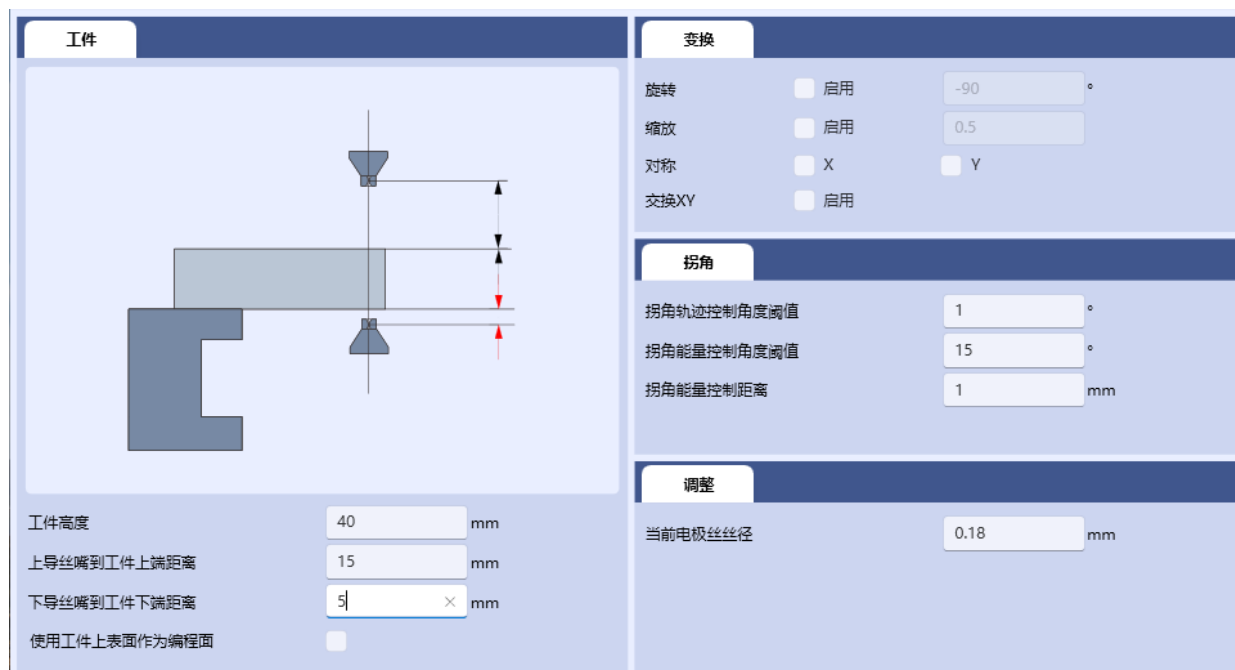 工件
工件高度 40 mm
上导丝嘴到工件上端距离 15 mm
下导丝嘴到工件下端距离 5 × mm
使用工件上表面作为编程面
变换
旋转 启用 -90 °
缩放 启用 0.5
对称 X Y
交换XY 启用
拐角
拐角轨迹控制角度阈值 1 °
拐角能量控制角度阈值 15 °
拐角能量控制距离 1 mm
调整
当前电极丝丝径 0.18 mm